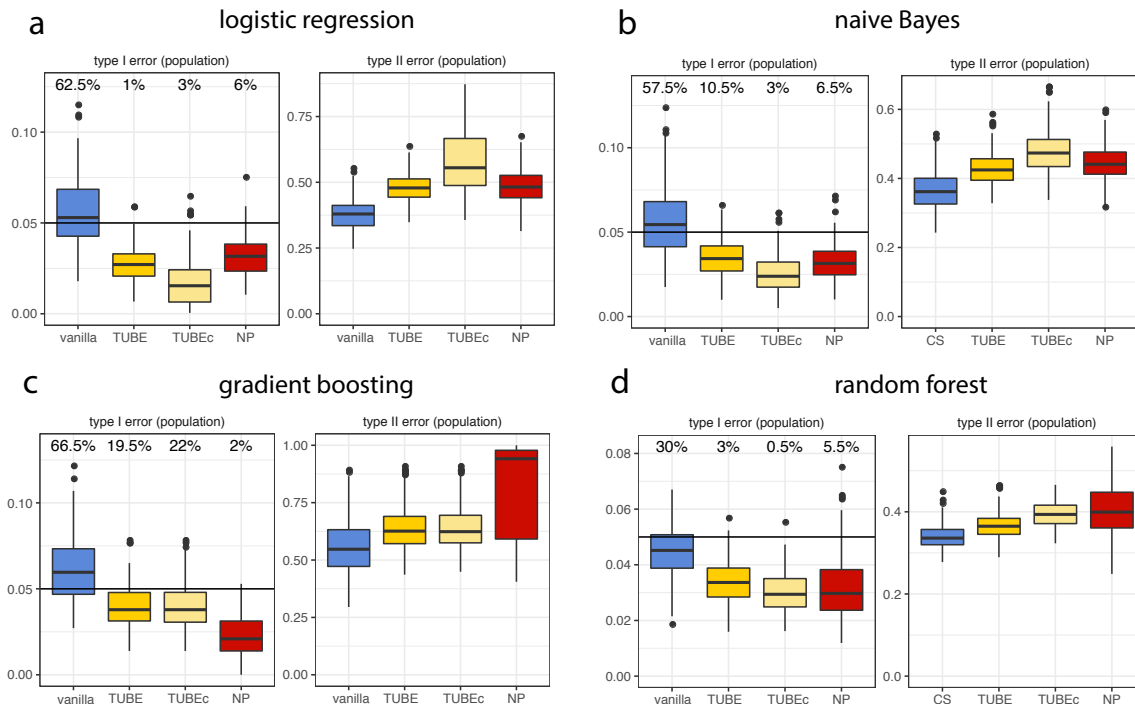 a logistic regression
type I error (population) type II error (population)
62.5% 1% 3% 6%
0.10
0.05
0.00
0.75
0.50
0.25
0.00
vanilla TUBE TUBEc NP
vanilla TUBE TUBEc NP
b naive Bayes
type I error (population) type II error (population)
57.5% 10.5% 3% 6.5%
0.10
0.05
0.00
0.6
0.4
0.2
0.0
vanilla TUBE TUBEc NP
CS TUBE TUBEc NP
c gradient boosting
type I error (population) type II error (population)
66.5% 19.5% 22% 2%
0.10
0.05
0.00
1.00
0.75
0.50
0.25
0.00
vanilla TUBE TUBEc NP
vanilla TUBE TUBEc NP
d random forest
type I error (population) type II error (population)
30% 3% 0.5% 5.5%
0.08
0.06
0.04
0.02
0.00
0.4
0.2
0.0
vanilla TUBE TUBEc NP
CS TUBE TUBEc NP